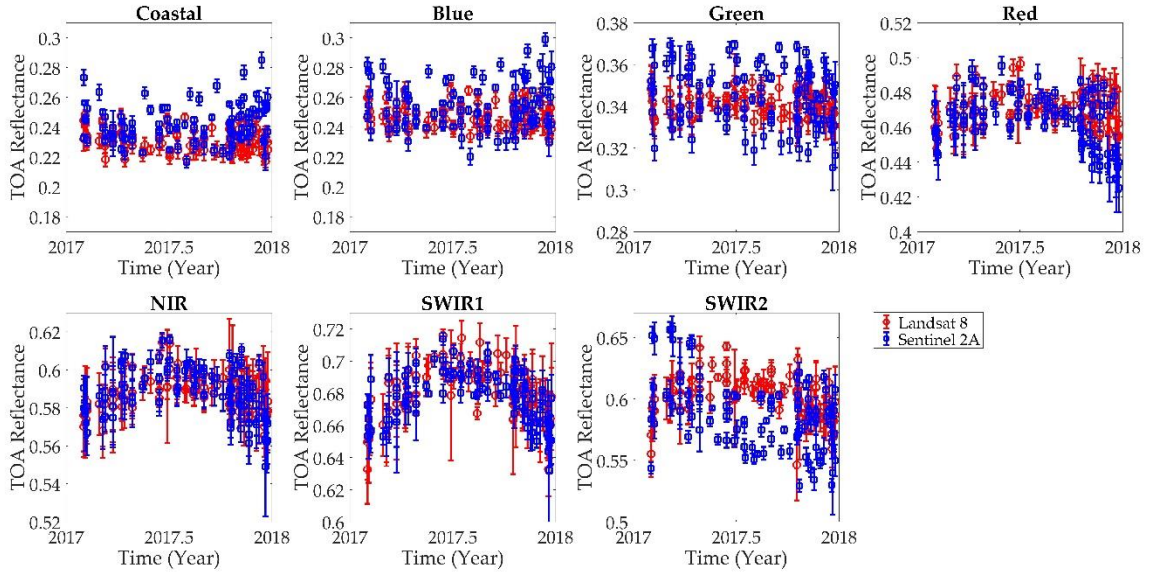 Coastal
TOA Reflectance
0.3
0.28
0.26
0.24
0.22
0.2
0.18
2017 2017.5 2018
Time (Year)
Blue
TOA Reflectance
0.3
0.28
0.26
0.24
0.22
0.2
0.18
2017 2017.5 2018
Time (Year)
Green
TOA Reflectance
0.38
0.36
0.34
0.32
0.3
0.28
2017 2017.5 2018
Time (Year)
Red
TOA Reflectance
0.52
0.5
0.48
0.46
0.44
0.42
0.4
2017 2017.5 2018
Time (Year)
NIR
TOA Reflectance
0.62
0.6
0.58
0.56
0.54
0.52
2017 2017.5 2018
Time (Year)
SWIR1
TOA Reflectance
0.72
0.7
0.68
0.66
0.64
0.62
0.6
2017 2017.5 2018
Time (Year)
SWIR2
TOA Reflectance
0.65
0.6
0.55
0.5
2017 2017.5 2018
Time (Year)
Landsat 8
Sentinel 2A